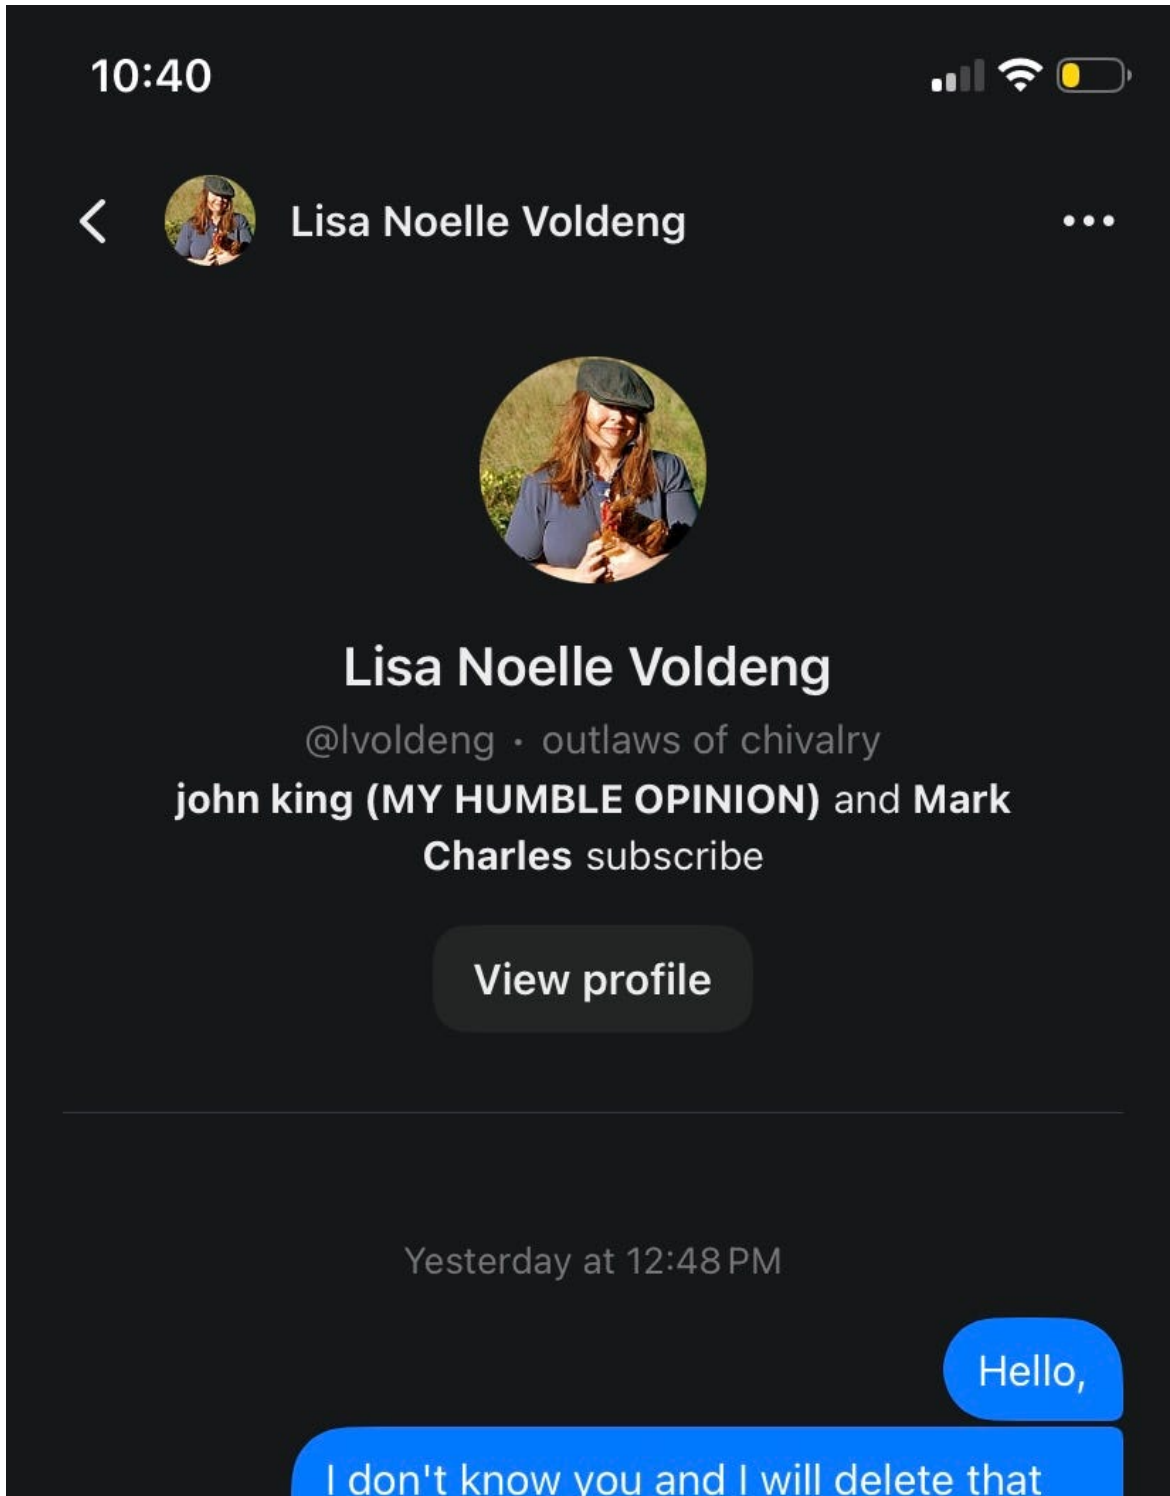 10:40
Lisa Noelle Voldeng
Lisa Noelle Voldeng
@lvoldeng · outlaws of chivalry
john king (MY HUMBLE OPINION) and Mark
Charles subscribe
View profile
Yesterday at 12:48 PM
Hello,
I don't know you and I will delete that